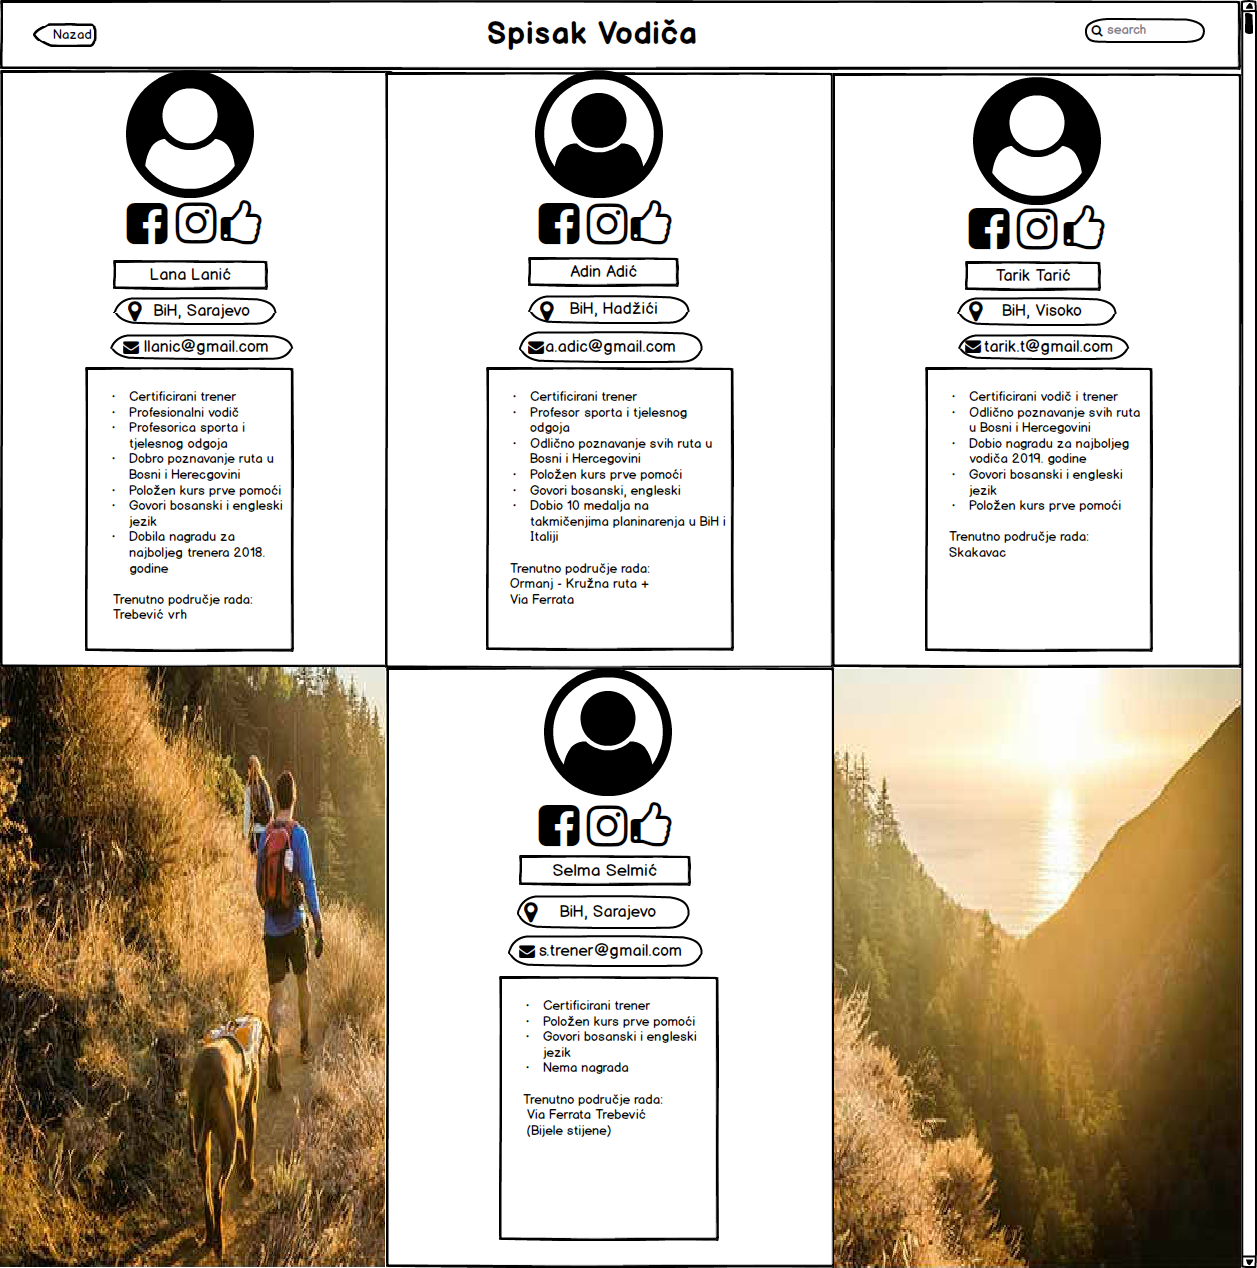 Nazad
Spisak Vodiča
search
Lana Lanić
BiH, Sarajevo
llanic@gmail.com
· Certificirani trener
· Profesionalni vodič
· Profesorica sporta i
tjelesnog odgoja
· Dobro poznavanje ruta u
Bosni i Herecgovini
· Položen kurs prve pomoći
· Govori bosanski i engleski
jezik
· Dobila nagradu za
najboljeg trenera 2018.
godine
Trenutno područje rada:
Trebević vrh
Adin Adić
BiH, Hadžići
a.adic@gmail.com
· Certificirani trener
· Profesor sporta i tjelesnog
odgoja
· Odlično poznavanje svih ruta u
Bosni i Hercegovini
· Položen kurs prve pomoći
· Govori bosanski, engleski
· Dobio 10 medalja na
takmičenjima planinarenja u BiH i
Italiji
Trenutno područje rada:
Ormanj - Kružna ruta +
Via Ferrata
Tarik Tarić
BiH, Visoko
tarik.t@gmail.com
· Certificirani vodič i trener
· Odlično poznavanje svih ruta
u Bosni i Hercegovini
· Dobio nagradu za najboljeg
vodiča 2019. godine
· Govori bosanski i engleski
jezik
· Položen kurs prve pomoći
Trenutno područje rada:
Skakavac
Selma Selmić
BiH, Sarajevo
s.trener@gmail.com
· Certificirani trener
· Položen kurs prve pomoći
· Govori bosanski i engleski
jezik
· Nema nagrada
Trenutno područje rada:
Via Ferrata Trebević
(Bijele stijene)